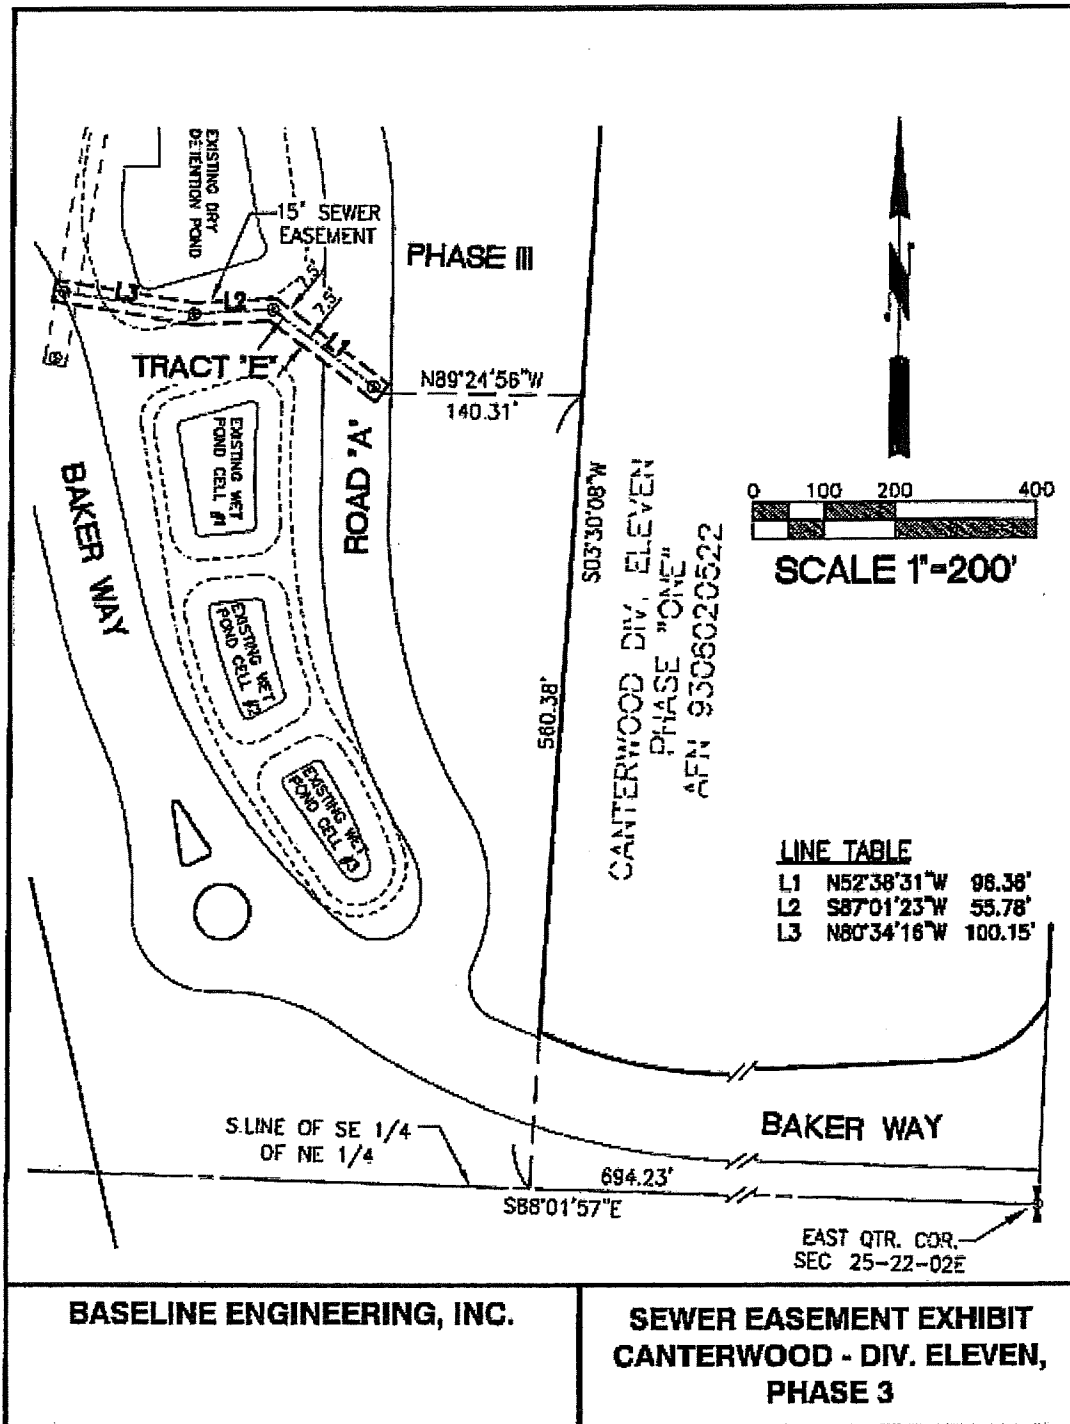 EXISTING DRY
DETENTION POND
15' SEWER
EASEMENT
PHASE III
7.5'
7.5'
L3
L2
L1
TRACT "E"
N89°24'56"W
140.31'
EXISTING WET
POND CELL #1
BAKER WAY
ROAD "A"
S03°30'08"W
560.38'
CANTERWOOD DIV. ELEVEN
PHASE "ONE"
AFN 9306020522
0 100 200 400
SCALE 1"=200'
EXISTING WET
POND CELL #2
EXISTING WET
POND CELL #3
LINE TABLE
L1 N52°38'31"W 98.36'
L2 S87°01'23"W 55.78'
L3 N80°34'16"W 100.15'
S.LINE OF SE 1/4
OF NE 1/4
BAKER WAY
694.23'
S88°01'57"E
EAST QTR. COR.
SEC 25-22-02E
BASELINE ENGINEERING, INC.
SEWER EASEMENT EXHIBIT
CANTERWOOD - DIV. ELEVEN,
PHASE 3